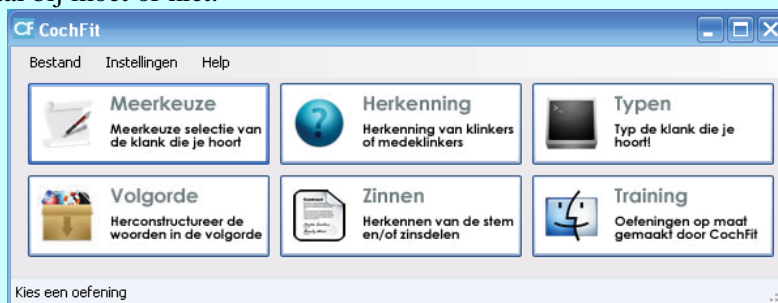 bij moet of niet.
CF CochFit
Bestand Instellingen Help
Meerkeuze
Meerkeuze selectie van
de klank die je hoort
Herkenning
Herkenning van klinkers
of medeklinkers
Typen
Typ de klank die je
hoort!
Volgorde
Herconstructureer de
woorden in de volgorde
Contract
Zinnen
Herkennen van de stem
en/of zinsdelen
Training
Oefeningen op maat
gemaakt door CochFit
Kies een oefening